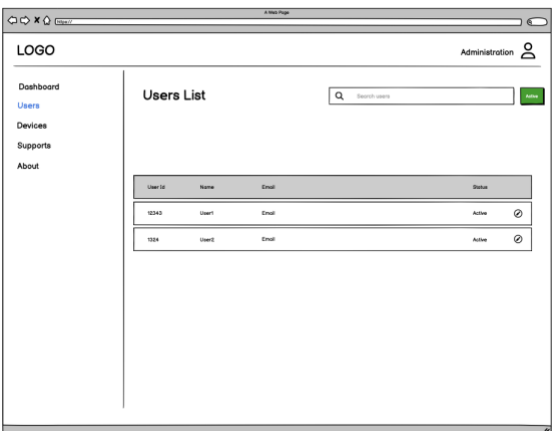 A Web Page
https://
LOGO
Administration
Dashboard
Users
Devices
Supports
About
Users List
Search users
Active
User Id Name Email Status
12343 User1 Email Active
1324 User2 Email Active